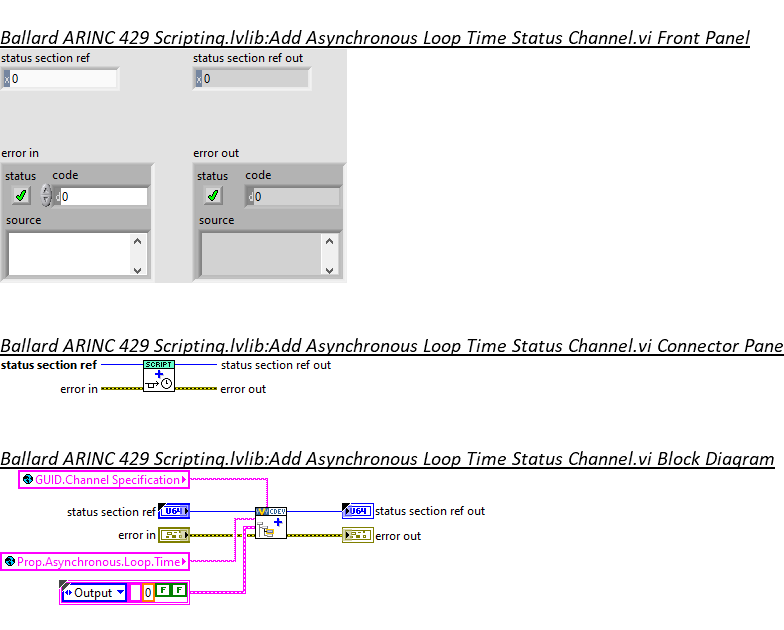 Ballard ARINC 429 Scripting.lvlib:Add Asynchronous Loop Time Status Channel.vi Front Panel
status section ref
status section ref out
x 0
x 0
error in
error out
status code
status code
d 0
d 0
source
source
Ballard ARINC 429 Scripting.lvlib:Add Asynchronous Loop Time Status Channel.vi Connector Pane
status section ref
SCRIPT
status section ref out
error in
error out
Ballard ARINC 429 Scripting.lvlib:Add Asynchronous Loop Time Status Channel.vi Block Diagram
GUID.Channel Specification
status section ref
U64
CDEV
U64
status section ref out
error in
error out
Prop.Asynchronous.Loop.Time
Output 0 F F